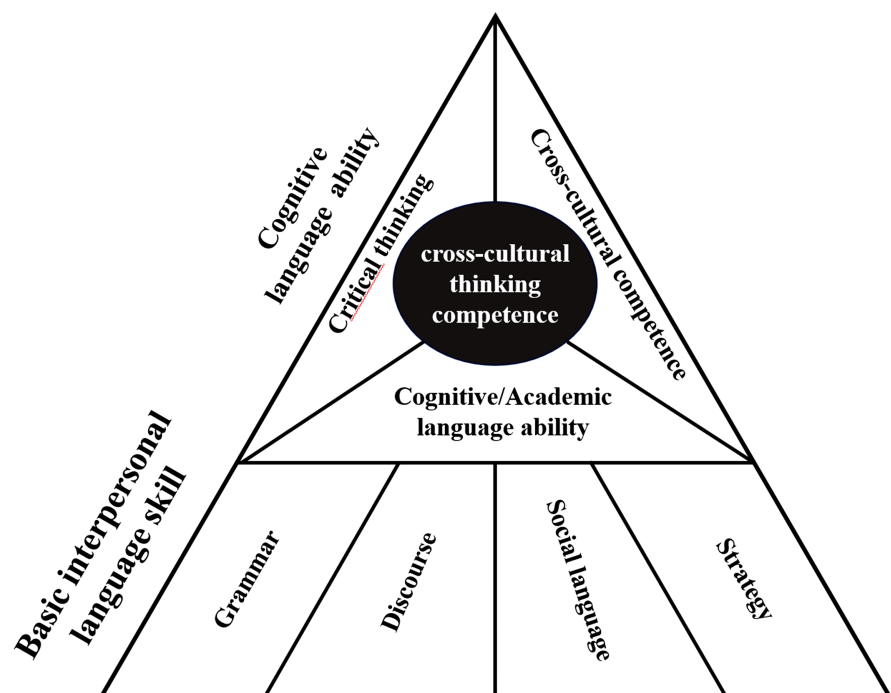 Cognitive
language ability
Critical thinking
Cross-cultural competence
cross-cultural
thinking
competence
Cognitive/Academic
language ability
Basic interpersonal
language skill
Grammar
Discourse
Social language
Strategy